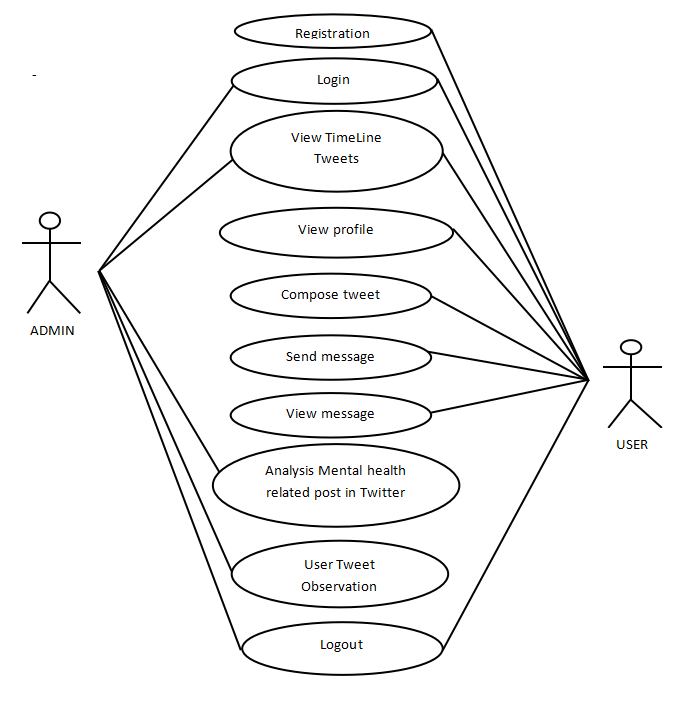 Registration
-
Login
View TimeLine
Tweets
View profile
Compose tweet
ADMIN
Send message
View message
USER
Analysis Mental health
related post in Twitter
User Tweet
Observation
Logout